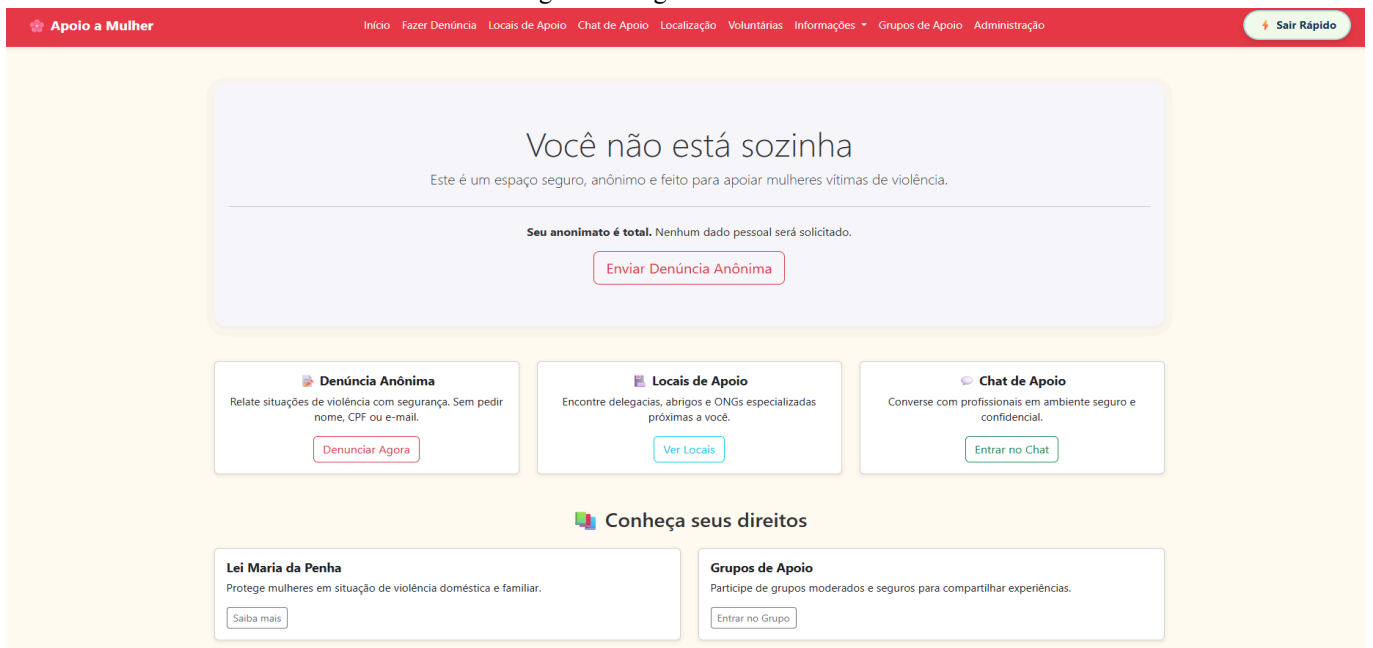 Apoio a Mulher
Início Fazer Denúncia Locais de Apoio Chat de Apoio Localização Voluntárias Informações Grupos de Apoio Administração
Sair Rápido
Você não está sozinha
Este é um espaço seguro, anônimo e feito para apoiar mulheres vítimas de violência.
Seu anonimato é total. Nenhum dado pessoal será solicitado.
Enviar Denúncia Anônima
Denúncia Anônima
Relate situações de violência com segurança. Sem pedir
nome, CPF ou e-mail.
Denunciar Agora
Locais de Apoio
Encontre delegacias, abrigos e ONGs especializadas
próximas a você.
Ver Locais
Chat de Apoio
Converse com profissionais em ambiente seguro e
confidencial.
Entrar no Chat
Conheça seus direitos
Lei Maria da Penha
Protege mulheres em situação de violência doméstica e familiar.
Saiba mais
Grupos de Apoio
Participe de grupos moderados e seguros para compartilhar experiências.
Entrar no Grupo